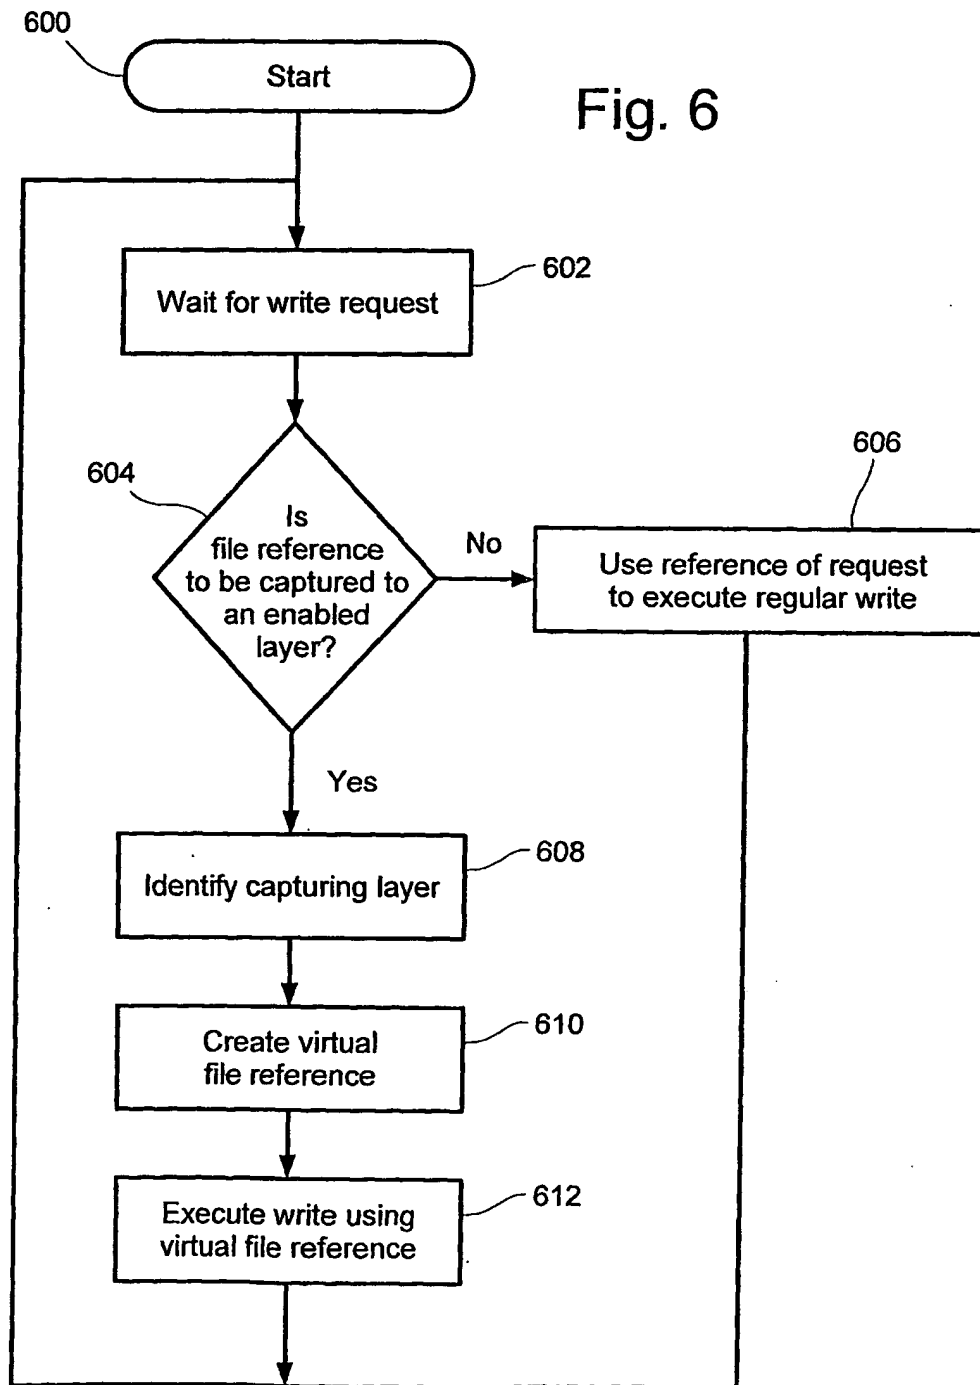 600
Start
Fig. 6
602
Wait for write request
604
606
Is
file reference
to be captured to
an enabled
layer?
No
Use reference of request
to execute regular write
Yes
608
Identify capturing layer
610
Create virtual
file reference
612
Execute write using
virtual file reference